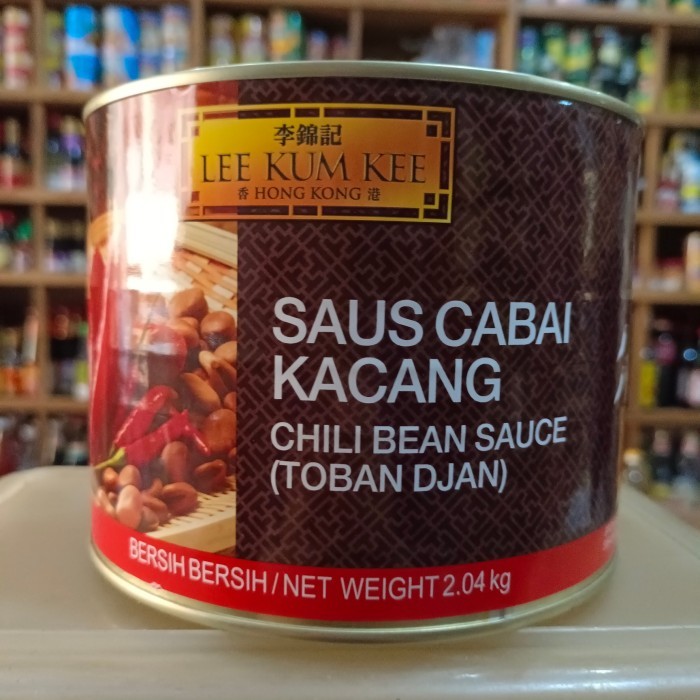 李錦記
LEE KUM KEE
香 HONG KONG 港
SAUS CABAI
KACANG
CHILI BEAN SAUCE
(TOBAN DJAN)
BERSIH BERSIH / NET WEIGHT 2.04 kg